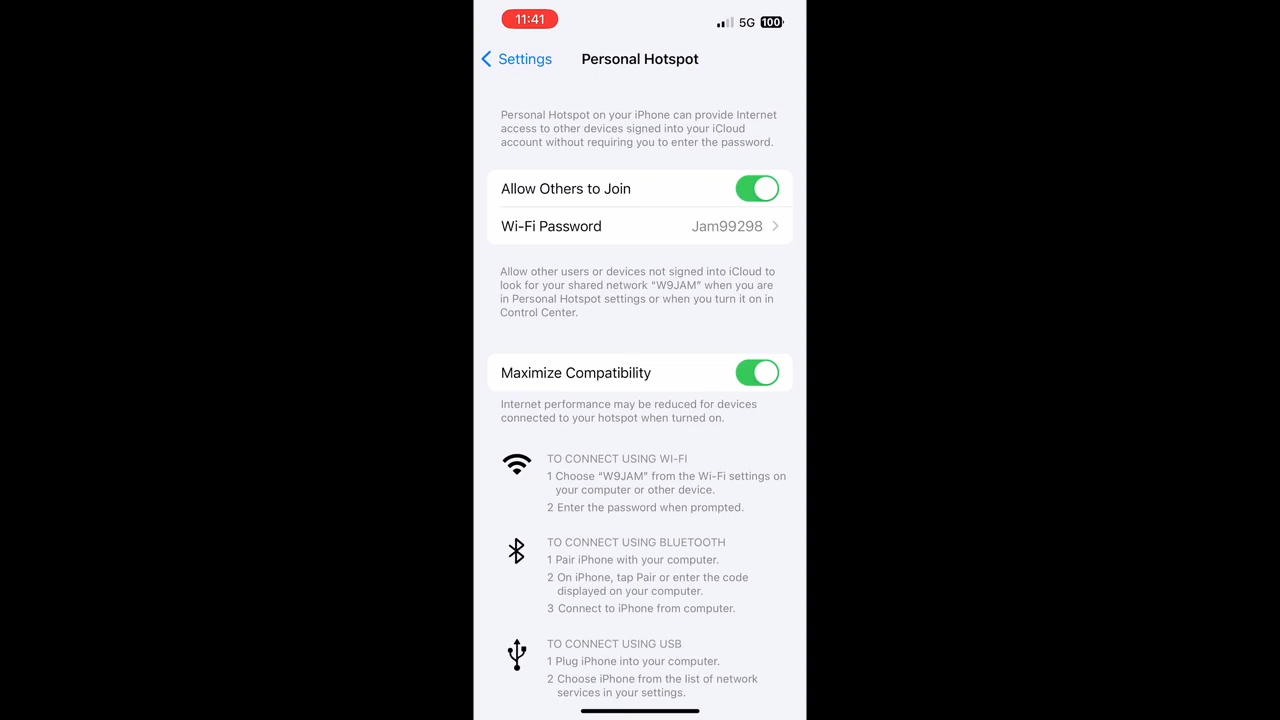 11:41
5G 100
Settings
Personal Hotspot
Personal Hotspot on your iPhone can provide Internet
access to other devices signed into your iCloud
account without requiring you to enter the password.
Allow Others to Join
Wi-Fi Password Jam99298
Allow other users or devices not signed into iCloud to
look for your shared network “W9JAM” when you are
in Personal Hotspot settings or when you turn it on in
Control Center.
Maximize Compatibility
Internet performance may be reduced for devices
connected to your hotspot when turned on.
TO CONNECT USING WI-FI
1 Choose “W9JAM” from the Wi-Fi settings on
your computer or other device.
2 Enter the password when prompted.
TO CONNECT USING BLUETOOTH
1 Pair iPhone with your computer.
2 On iPhone, tap Pair or enter the code
displayed on your computer.
3 Connect to iPhone from computer.
TO CONNECT USING USB
1 Plug iPhone into your computer.
2 Choose iPhone from the list of network
services in your settings.